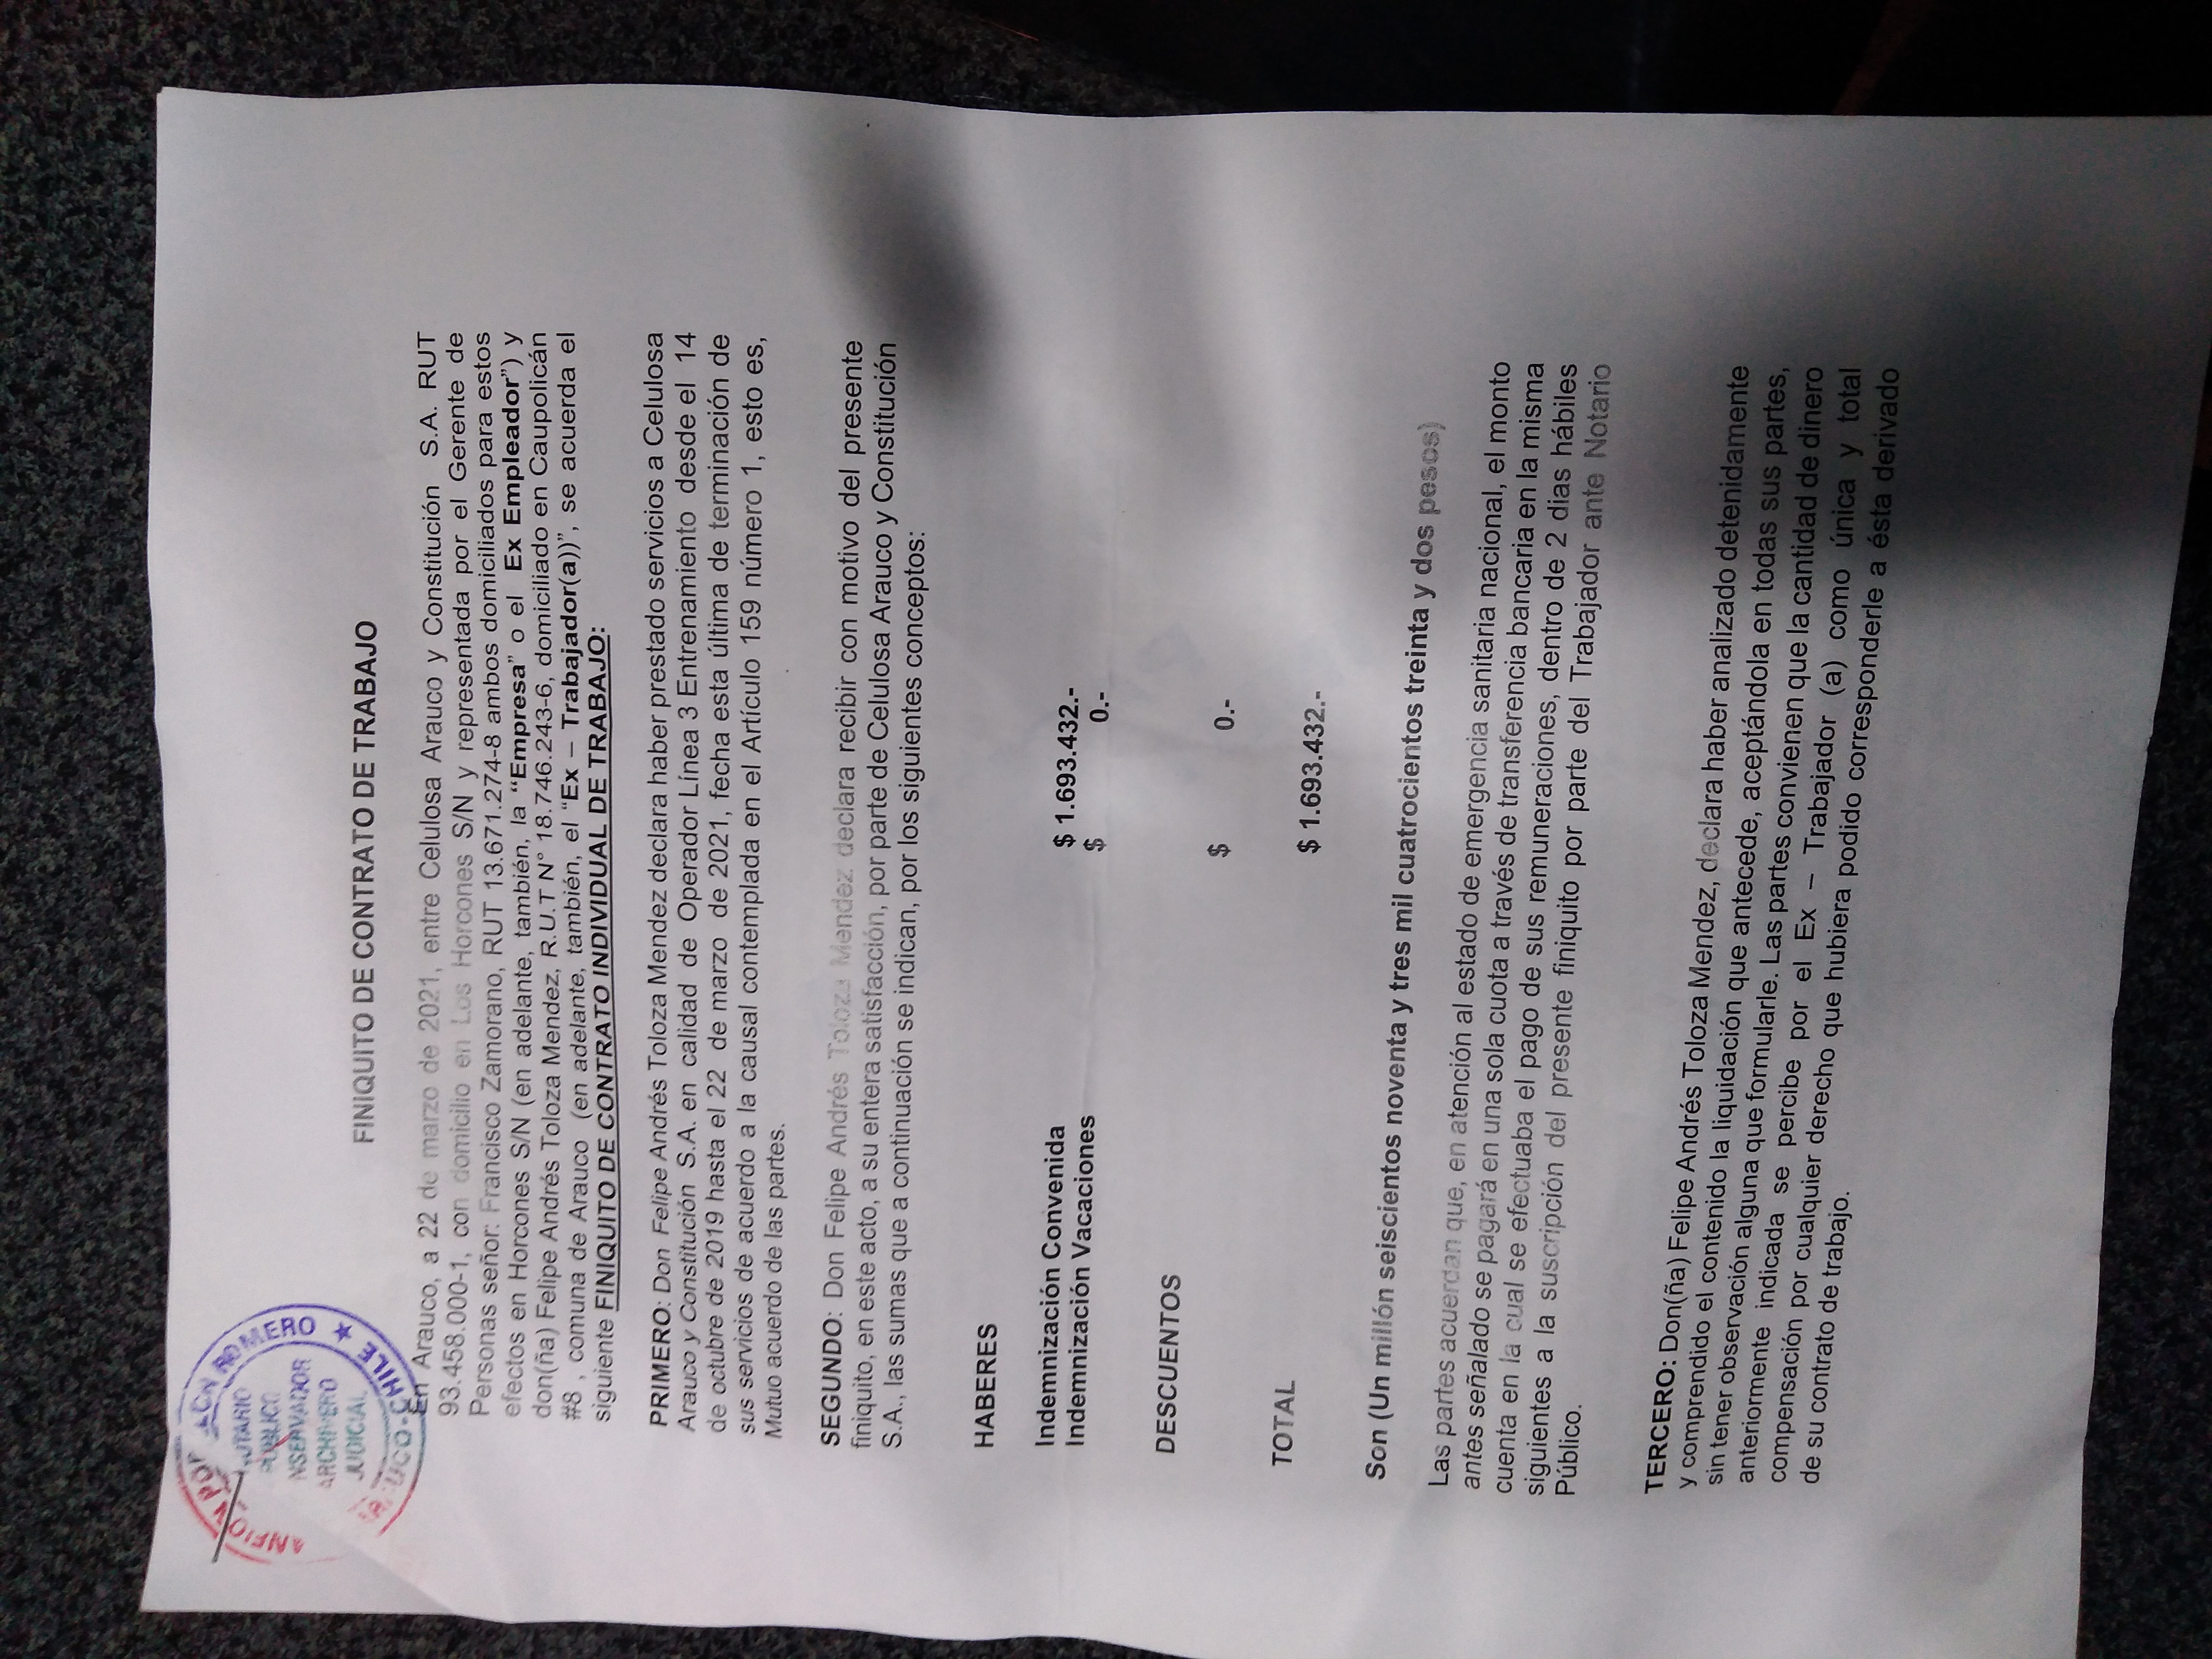 ROMERO ★
NOTARIO
PUBLICO
CONSERVADOR
ARCHIVERO
JUDICIAL
ARAUCO-CHILE
FINIQUITO DE CONTRATO DE TRABAJO
En Arauco, a 22 de marzo de 2021, entre Celulosa Arauco y Constitución S.A. RUT
93.458.000-1, con domicilio en Los Horcones S/N y representada por el Gerente de
Personas señor: Francisco Zamorano, RUT 13.671.274-8 ambos domiciliados para estos
efectos en Horcones S/N (en adelante, también, la “Empresa” o el Ex Empleador”) y
don(ña) Felipe Andrés Toloza Mendez, R.U.T N° 18.746.243-6, domiciliado en Caupolicán
#8 , comuna de Arauco (en adelante, también, el “Ex – Trabajador(a))”, se acuerda el
siguiente FINIQUITO DE CONTRATO INDIVIDUAL DE TRABAJO:
PRIMERO: Don Felipe Andrés Toloza Mendez declara haber prestado servicios a Celulosa
Arauco y Constitución S.A. en calidad de Operador Línea 3 Entrenamiento desde el 14
de octubre de 2019 hasta el 22 de marzo de 2021, fecha esta última de terminación de
sus servicios de acuerdo a la causal contemplada en el Artículo 159 número 1, esto es,
Mutuo acuerdo de las partes.
SEGUNDO: Don Felipe Andrés Toloza Mendez declara recibir con motivo del presente
finiquito, en este acto, a su entera satisfacción, por parte de Celulosa Arauco y Constitución
S.A., las sumas que a continuación se indican, por los siguientes conceptos:
HABERES
Indemnización Convenida $ 1.693.432.-
Indemnización Vacaciones $ 0.-
DESCUENTOS
$ 0.-
TOTAL $ 1.693.432.-
Son (Un millón seiscientos noventa y tres mil cuatrocientos treinta y dos pesos)
Las partes acuerdan que, en atención al estado de emergencia sanitaria nacional, el monto
antes señalado se pagará en una sola cuota a través de transferencia bancaria en la misma
cuenta en la cual se efectuaba el pago de sus remuneraciones, dentro de 2 días hábiles
siguientes a la suscripción del presente finiquito por parte del Trabajador ante Notario
Público.
TERCERO: Don(ña) Felipe Andrés Toloza Mendez, declara haber analizado detenidamente
y comprendido el contenido la liquidación que antecede, aceptándola en todas sus partes,
sin tener observación alguna que formularle. Las partes convienen que la cantidad de dinero
anteriormente indicada se percibe por el Ex – Trabajador (a) como única y total
compensación por cualquier derecho que hubiera podido corresponderle a ésta derivado
de su contrato de trabajo.